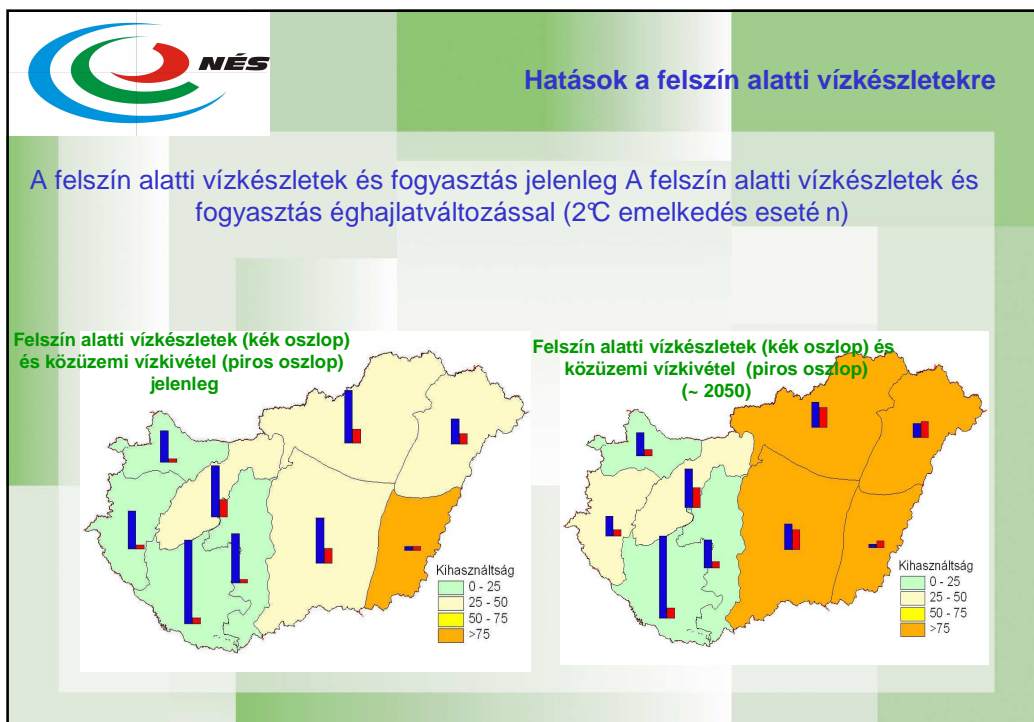 NÉS
Hatások a felszín alatti vízkészletekre
A felszín alatti vízkészletek és fogyasztás jelenleg A felszín alatti vízkészletek és
fogyasztás éghajlatváltozással (2°C emelkedés eseté n)
Felszín alatti vízkészletek (kék oszlop)
és közüzemi vízkivétel (piros oszlop)
jelenleg
Kihasználtság
0 - 25
25 - 50
50 - 75
>75
Felszín alatti vízkészletek (kék oszlop) és
közüzemi vízkivétel (piros oszlop)
(~ 2050)
Kihasználtság
0 - 25
25 - 50
50 - 75
>75